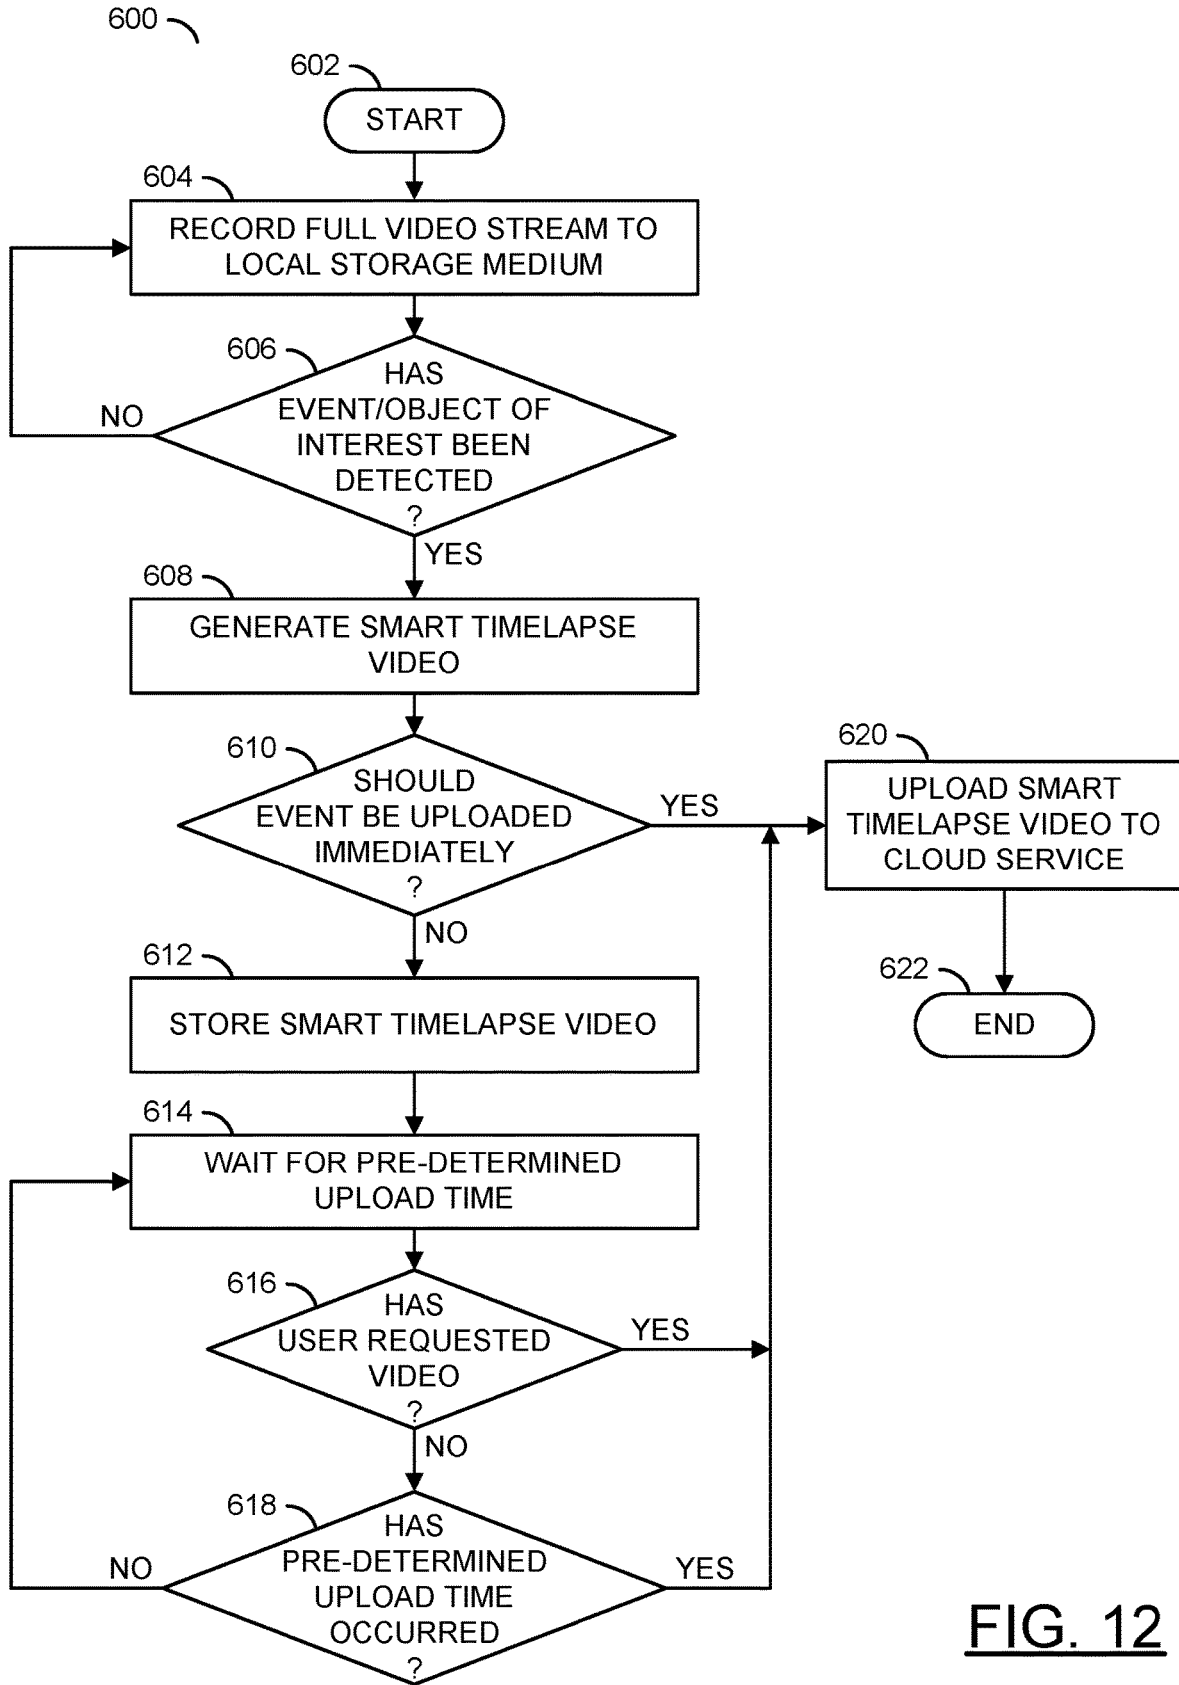 600
602
START
604
RECORD FULL VIDEO STREAM TO
LOCAL STORAGE MEDIUM
606
HAS
EVENT/OBJECT OF
INTEREST BEEN
DETECTED
?
NO
YES
608
GENERATE SMART TIMELAPSE
VIDEO
610
SHOULD
EVENT BE UPLOADED
IMMEDIATELY
?
YES
NO
620
UPLOAD SMART
TIMELAPSE VIDEO TO
CLOUD SERVICE
622
END
612
STORE SMART TIMELAPSE VIDEO
614
WAIT FOR PRE-DETERMINED
UPLOAD TIME
616
HAS
USER REQUESTED
VIDEO
?
YES
NO
618
HAS
PRE-DETERMINED
UPLOAD TIME
OCCURRED
?
NO
YES
FIG. 12